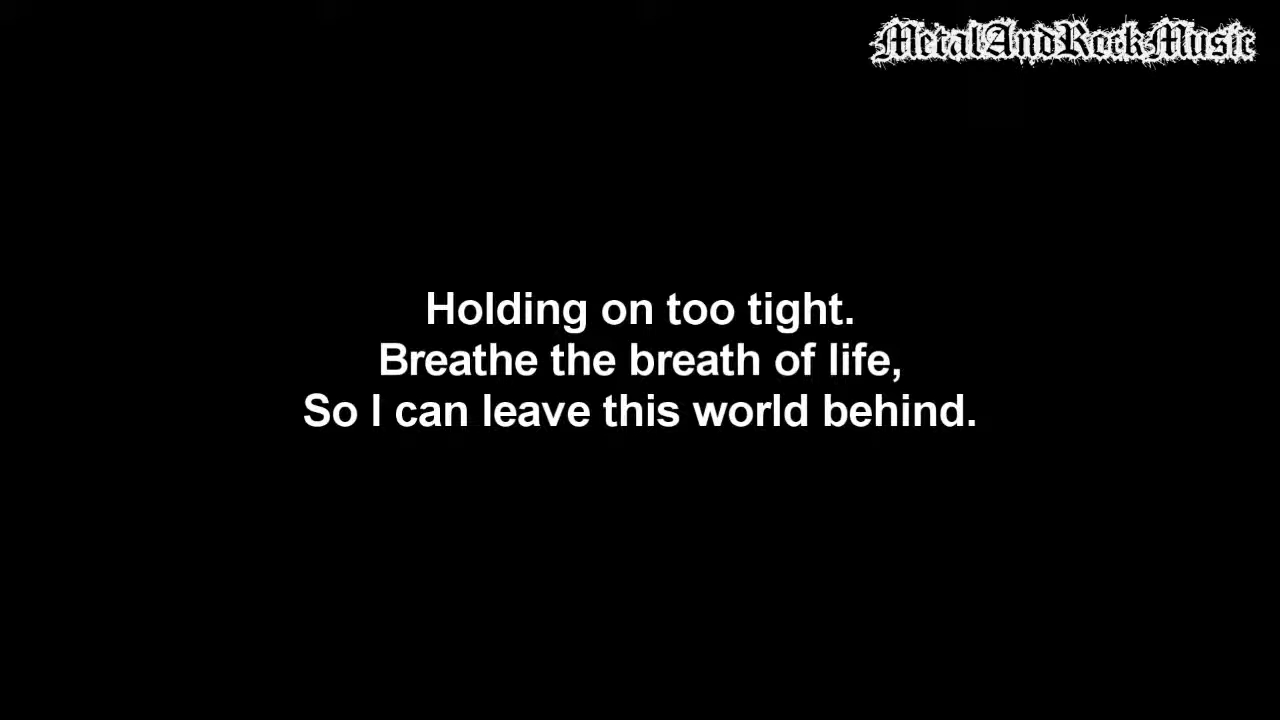 MetalAndRockMusic
Holding on too tight.
Breathe the breath of life,
So I can leave this world behind.